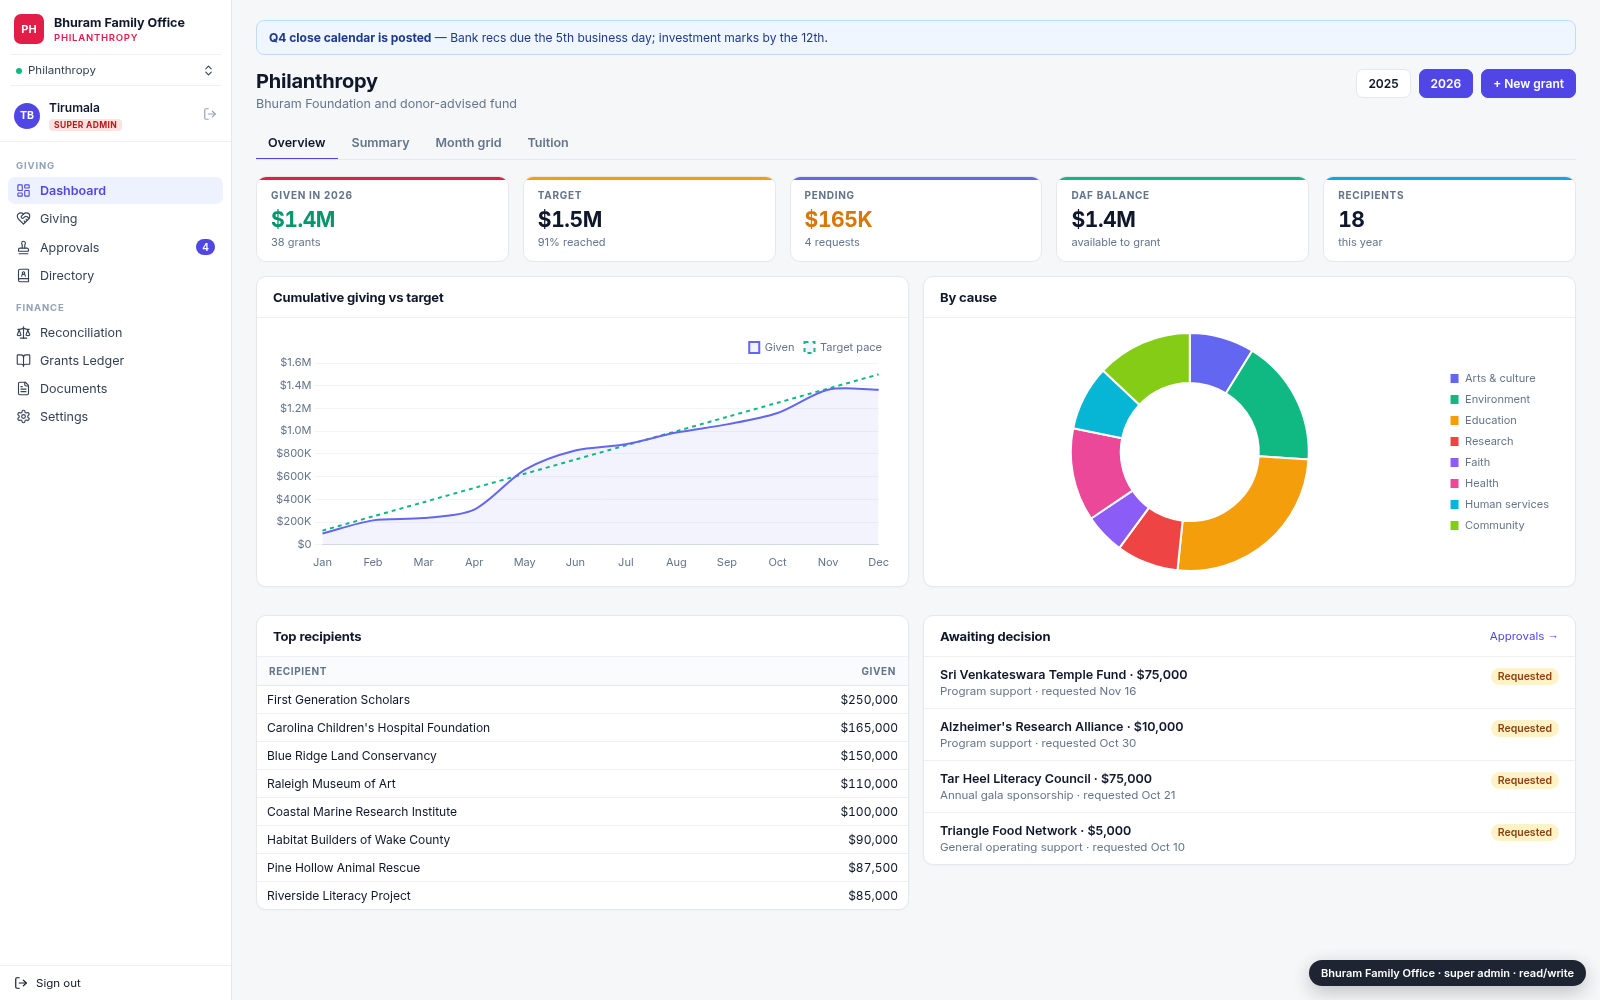 PH
Bhuram Family Office
PHILANTHROPY
Philanthropy
TB
Tirumala
SUPER ADMIN
GIVING
Dashboard
Giving
Approvals 4
Directory
FINANCE
Reconciliation
Grants Ledger
Documents
Settings
Sign out
Q4 close calendar is posted — Bank recs due the 5th business day; investment marks by the 12th.
Philanthropy
Bhuram Foundation and donor-advised fund
2025 2026 + New grant
Overview Summary Month grid Tuition
GIVEN IN 2026
$1.4M
38 grants
TARGET
$1.5M
91% reached
PENDING
$165K
4 requests
DAF BALANCE
$1.4M
available to grant
RECIPIENTS
18
this year
Cumulative giving vs target
Given Target pace
$1.6M
$1.4M
$1.2M
$1.0M
$800K
$600K
$400K
$200K
$0
Jan Feb Mar Apr May Jun Jul Aug Sep Oct Nov Dec
By cause
Arts & culture
Environment
Education
Research
Faith
Health
Human services
Community
Top recipients
RECIPIENT GIVEN
First Generation Scholars $250,000
Carolina Children's Hospital Foundation $165,000
Blue Ridge Land Conservancy $150,000
Raleigh Museum of Art $110,000
Coastal Marine Research Institute $100,000
Habitat Builders of Wake County $90,000
Pine Hollow Animal Rescue $87,500
Riverside Literacy Project $85,000
Awaiting decision Approvals →
Sri Venkateswara Temple Fund · $75,000 Requested
Program support · requested Nov 16
Alzheimer's Research Alliance · $10,000 Requested
Program support · requested Oct 30
Tar Heel Literacy Council · $75,000 Requested
Annual gala sponsorship · requested Oct 21
Triangle Food Network · $5,000 Requested
General operating support · requested Oct 10
Bhuram Family Office · super admin · read/write